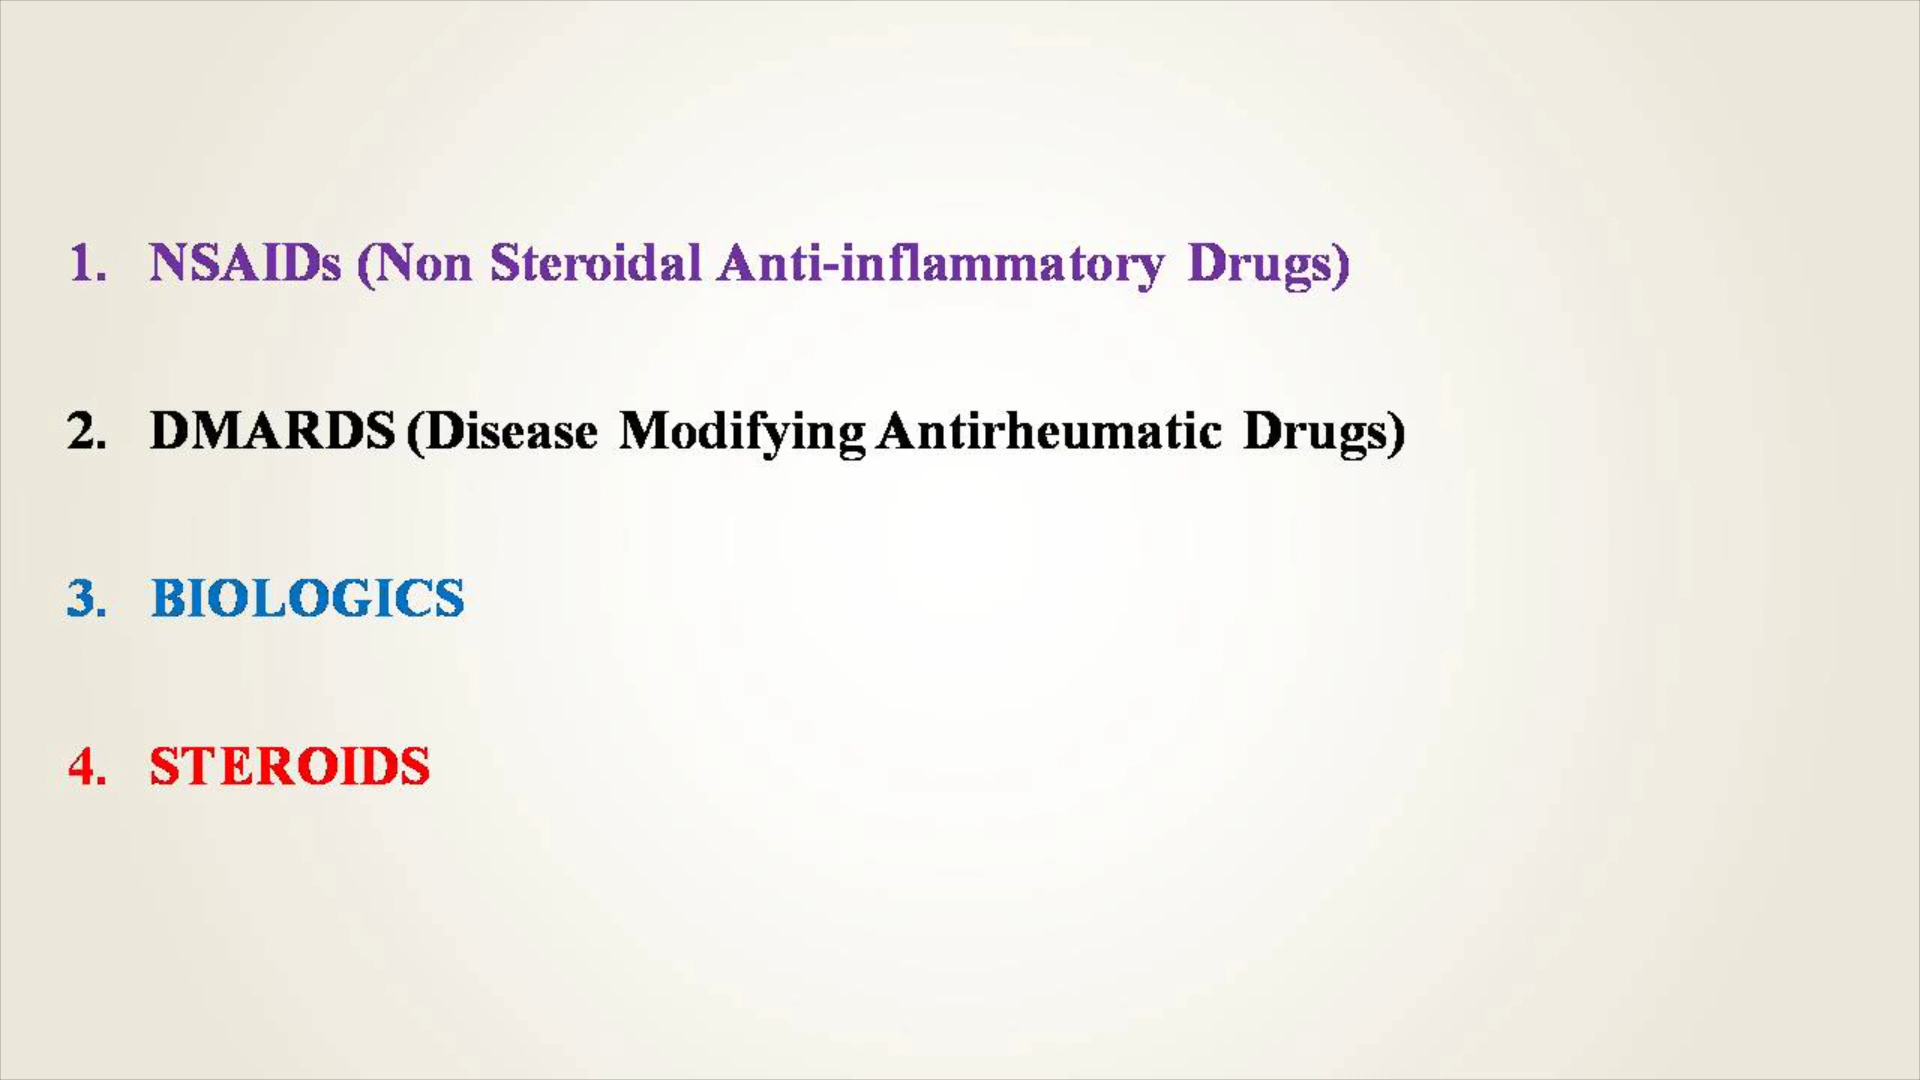 1. NSAIDs (Non Steroidal Anti-inflammatory Drugs)
2. DMARDS (Disease Modifying Antirheumatic Drugs)
3. BIOLOGICS
4. STEROIDS